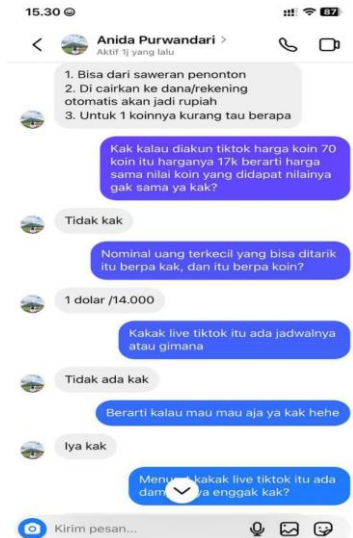 15.30
87
Anida Purwandari >
Aktif 1j yang lalu
1. Bisa dari saweran penonton
2. Di cairkan ke dana/rekening
otomatis akan jadi rupiah
3. Untuk 1 koinnya kurang tau berapa
Kak kalau diakun tiktok harga koin 70
koin itu harganya 17k berarti harga
sama nilai koin yang didapat nilainya
gak sama ya kak?
Tidak kak
Nominal uang terkecil yang bisa ditarik
itu berpa kak, dan itu berpa koin?
1 dolar /14.000
Kakak live tiktok itu ada jadwalnya
atau gimana
Tidak ada kak
Berarti kalau mau mau aja ya kak hehe
Iya kak
kakak live tiktok itu ada
enggak kak?
Kirim pesan...